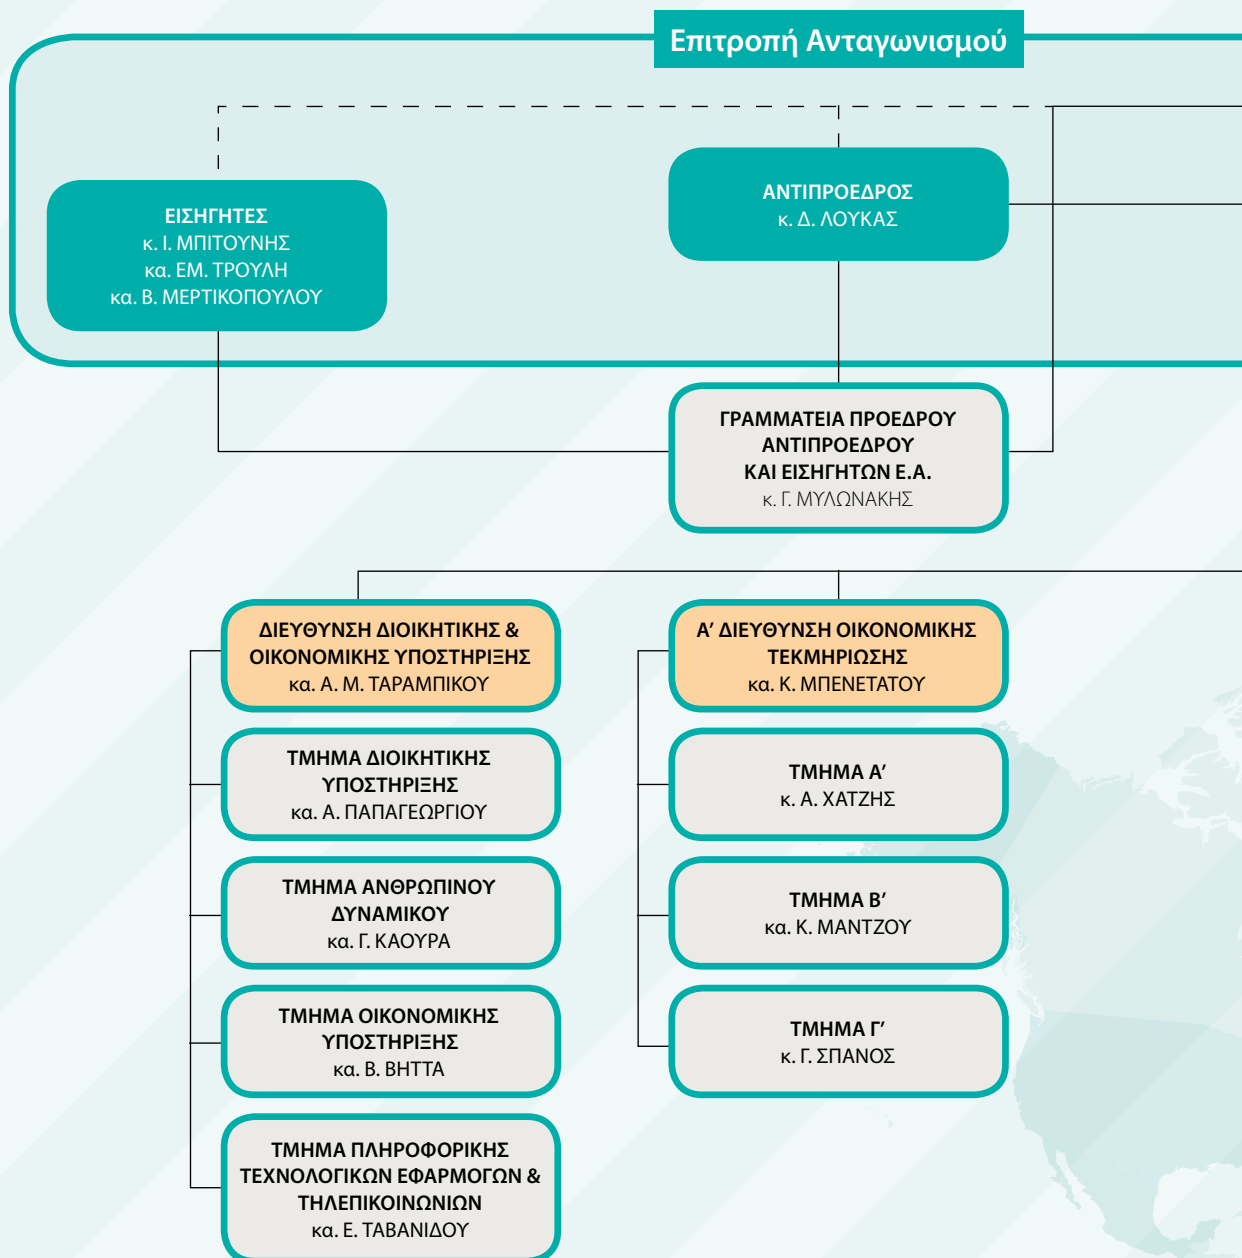 Επιτροπή Ανταγωνισμού
ΕΙΣΗΓΗΤΕΣ
κ. Ι. ΜΠΙΤΟΥΝΗΣ
κα. ΕΜ. ΤΡΟΥΛΗ
κα. Β. ΜΕΡΤΙΚΟΠΟΥΛΟΥ
ΑΝΤΙΠΡΟΕΔΡΟΣ
κ. Δ. ΛΟΥΚΑΣ
ΓΡΑΜΜΑΤΕΙΑ ΠΡΟΕΔΡΟΥ
ΑΝΤΙΠΡΟΕΔΡΟΥ
ΚΑΙ ΕΙΣΗΓΗΤΩΝ Ε.Α.
κ. Γ. ΜΥΛΩΝΑΚΗΣ
ΔΙΕΥΘΥΝΣΗ ΔΙΟΙΚΗΤΙΚΗΣ &
ΟΙΚΟΝΟΜΙΚΗΣ ΥΠΟΣΤΗΡΙΞΗΣ
κα. Α. Μ. ΤΑΡΑΜΠΙΚΟΥ
ΤΜΗΜΑ ΔΙΟΙΚΗΤΙΚΗΣ
ΥΠΟΣΤΗΡΙΞΗΣ
κα. Α. ΠΑΠΑΓΕΩΡΓΙΟΥ
ΤΜΗΜΑ ΑΝΘΡΩΠΙΝΟΥ
ΔΥΝΑΜΙΚΟΥ
κα. Γ. ΚΑΟΥΡΑ
ΤΜΗΜΑ ΟΙΚΟΝΟΜΙΚΗΣ
ΥΠΟΣΤΗΡΙΞΗΣ
κα. Β. ΒΗΤΤΑ
ΤΜΗΜΑ ΠΛΗΡΟΦΟΡΙΚΗΣ
ΤΕΧΝΟΛΟΓΙΚΩΝ ΕΦΑΡΜΟΓΩΝ &
ΤΗΛΕΠΙΚΟΙΝΩΝΙΩΝ
κα. Ε. ΤΑΒΑΝΙΔΟΥ
Α’ ΔΙΕΥΘΥΝΣΗ ΟΙΚΟΝΟΜΙΚΗΣ
ΤΕΚΜΗΡΙΩΣΗΣ
κα. Κ. ΜΠΕΝΕΤΑΤΟΥ
ΤΜΗΜΑ Α’
κ. Α. ΧΑΤΖΗΣ
ΤΜΗΜΑ Β’
κα. Κ. ΜΑΝΤΖΟΥ
ΤΜΗΜΑ Γ’
κ. Γ. ΣΠΑΝΟΣ